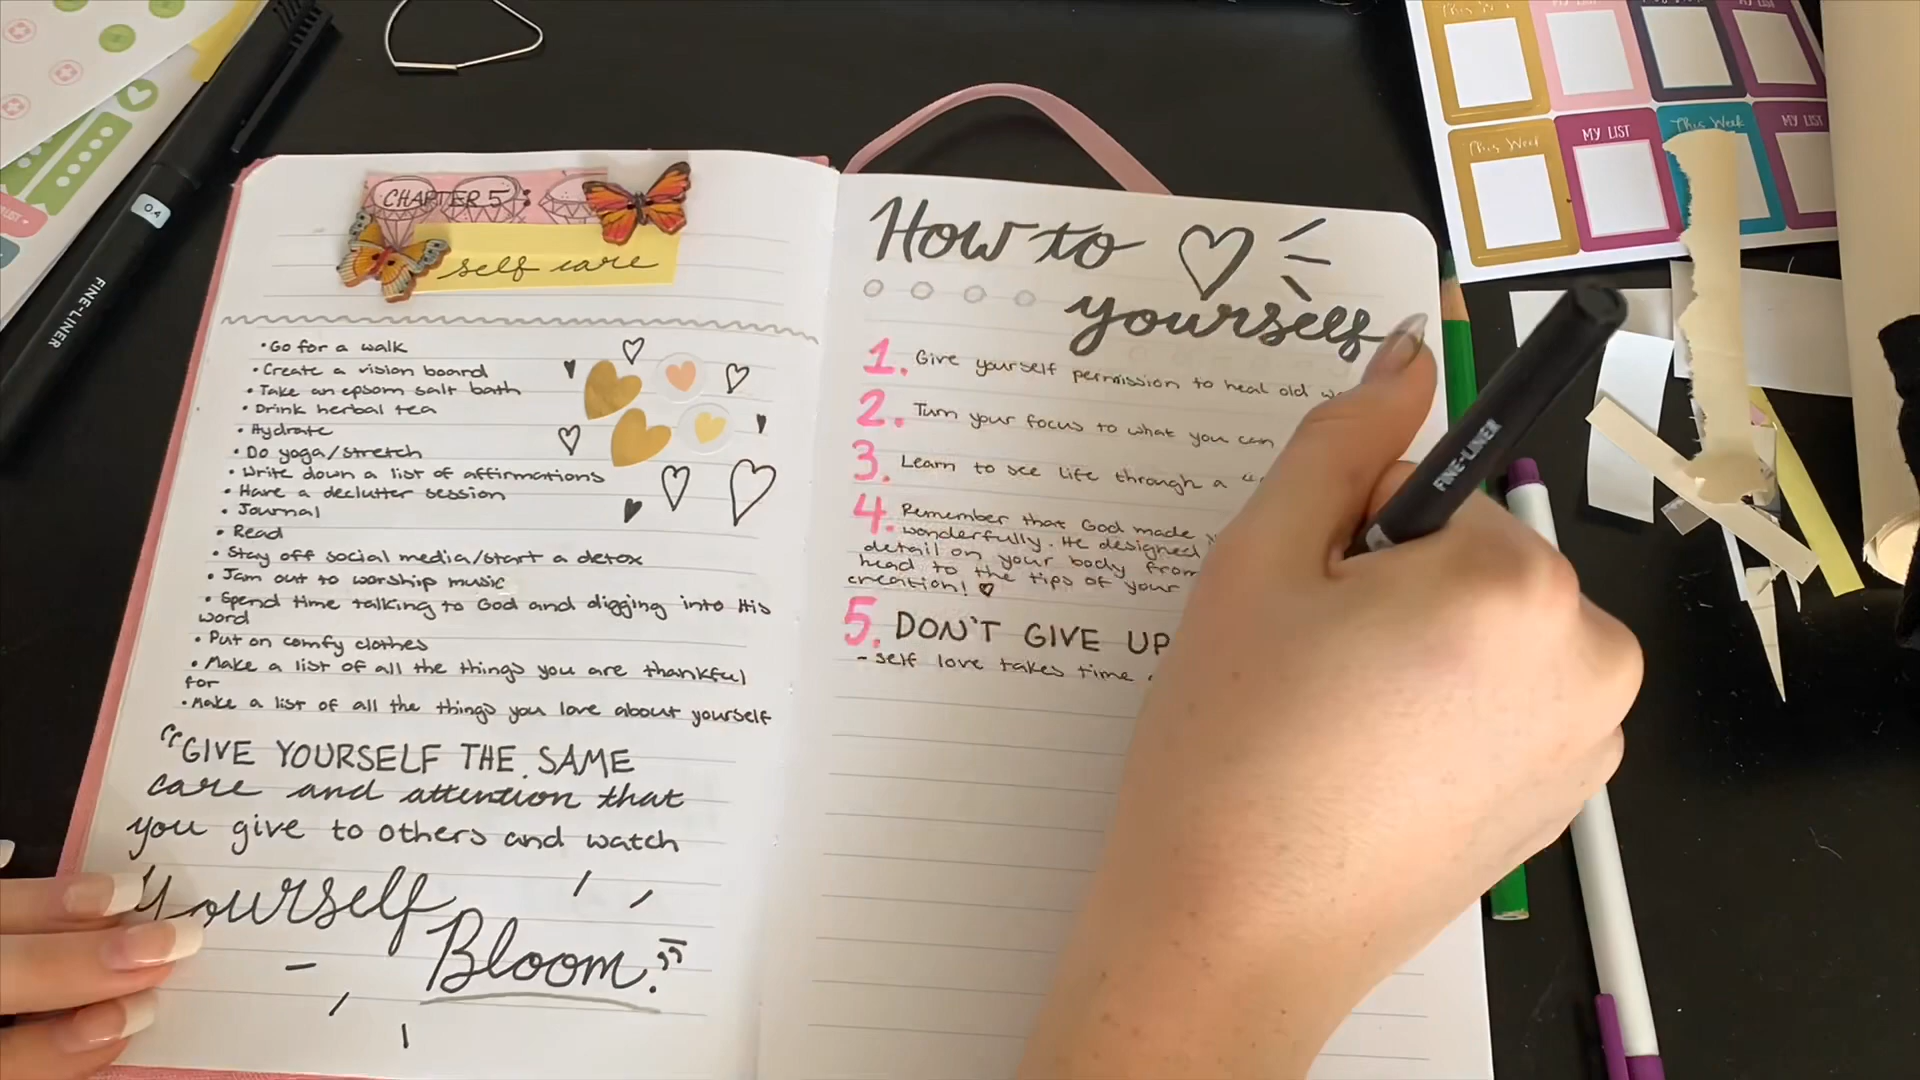 CHAPTER 5:
self care
• Go for a walk
• Create a vision board
• Take an epsom salt bath
• Drink herbal tea
• Hydrate
• Do yoga/stretch
• Write down a list of affirmations
• Have a declutter session
• Journal
• Read
• Stay off social media/start a detox
• Jam out to worship music
• Spend time talking to God and digging into His
word
• Put on comfy clothes
• Make a list of all the things you are thankful
for
• Make a list of all the things you love about yourself
"GIVE YOURSELF THE SAME
care and attention that
you give to others and watch
Yourself
Bloom."
How to
yourself
1. Give yourself permission to heal old
2. Turn your focus to what you can
3. Learn to see life through a
4. Remember that God made
wonderfully. He designed
detail on your body from
head to the tips of your
creation!
5. DON'T GIVE UP
- self love takes time
FINE-LINER
0.4
FINE-LINER
This Week
MY LIST
This Week
MY LIST
This Week
MY LIST